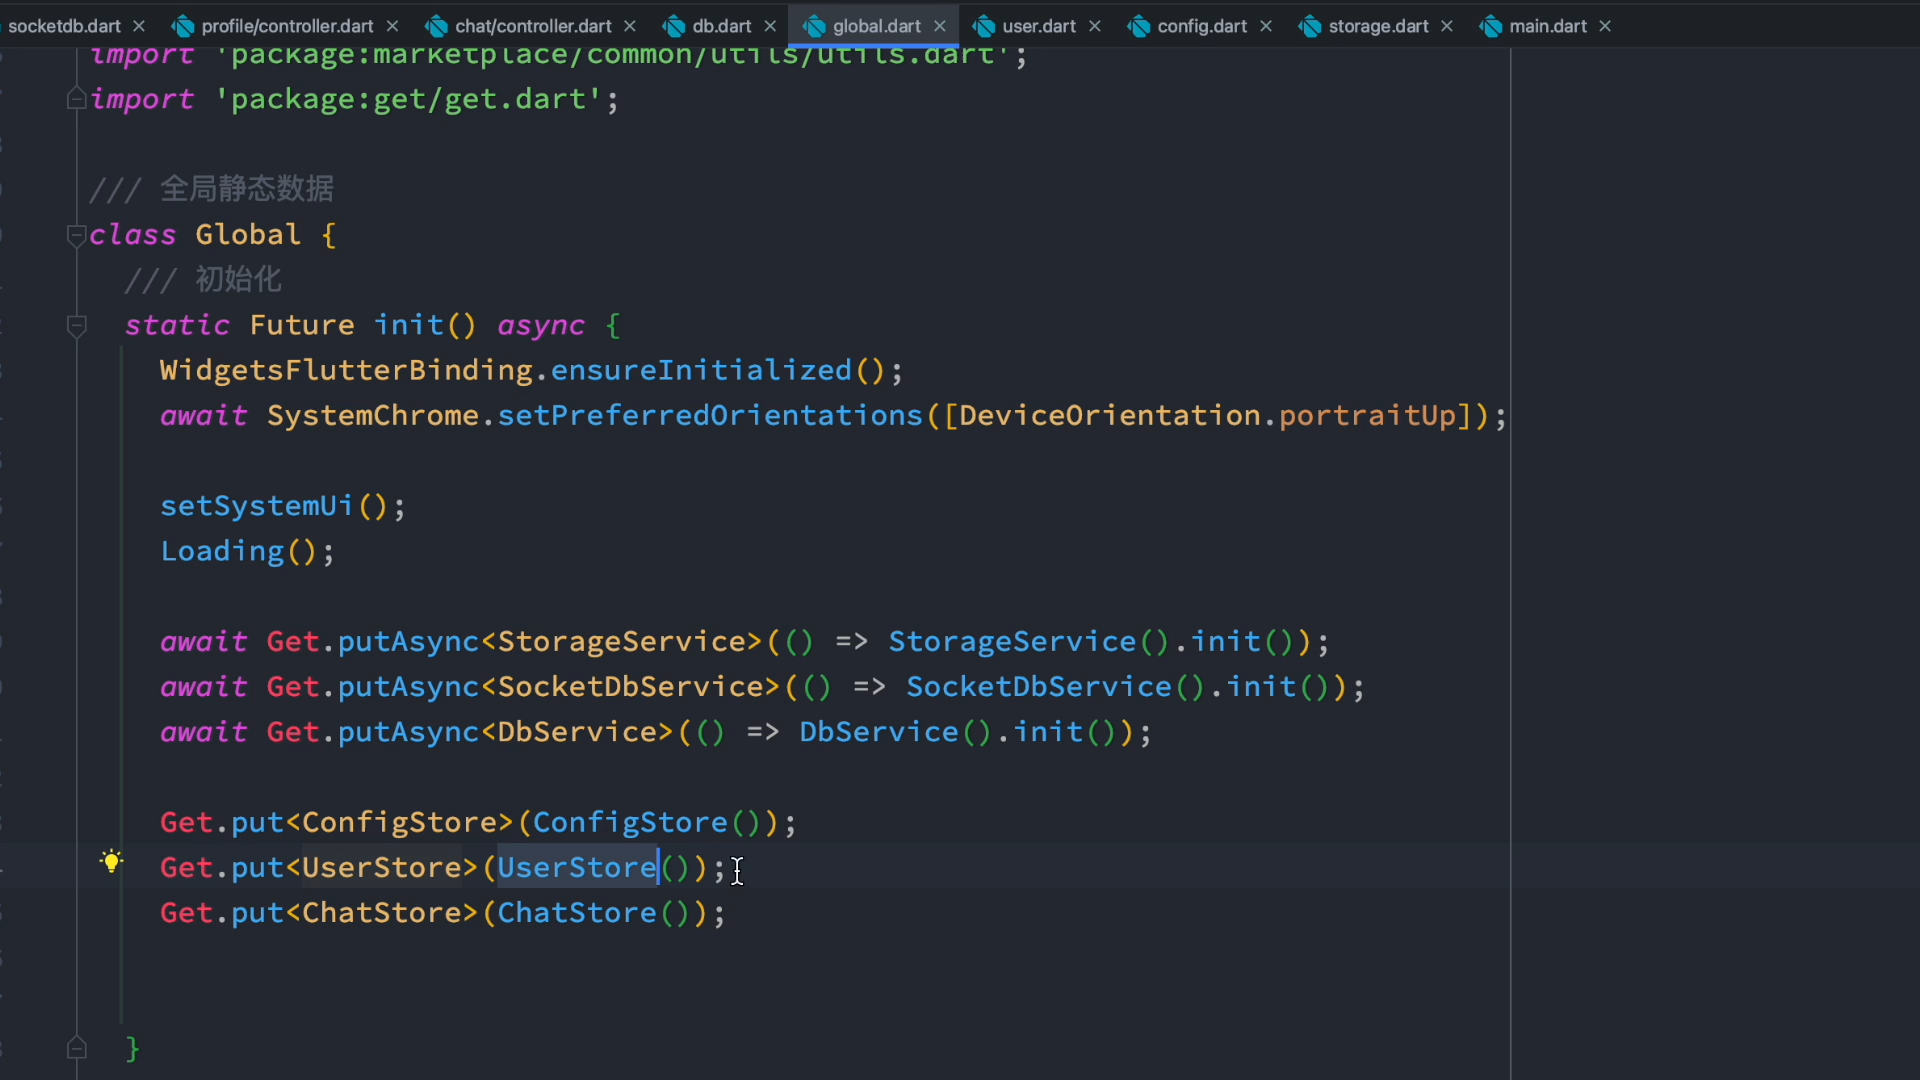 socketdb.dart profile/controller.dart chat/controller.dart db.dart global.dart user.dart config.dart storage.dart main.dart
import 'package:marketplace/common/utils/utils.dart';
import 'package:get/get.dart';
/// 全局静态数据
class Global {
/// 初始化
static Future init() async {
WidgetsFlutterBinding.ensureInitialized();
await SystemChrome.setPreferredOrientations([DeviceOrientation.portraitUp]);
setSystemUi();
Loading();
await Get.putAsync<StorageService>(() => StorageService().init());
await Get.putAsync<SocketDbService>(() => SocketDbService().init());
await Get.putAsync<DbService>(() => DbService().init());
Get.put<ConfigStore>(ConfigStore());
Get.put<UserStore>(UserStore());
Get.put<ChatStore>(ChatStore());
}